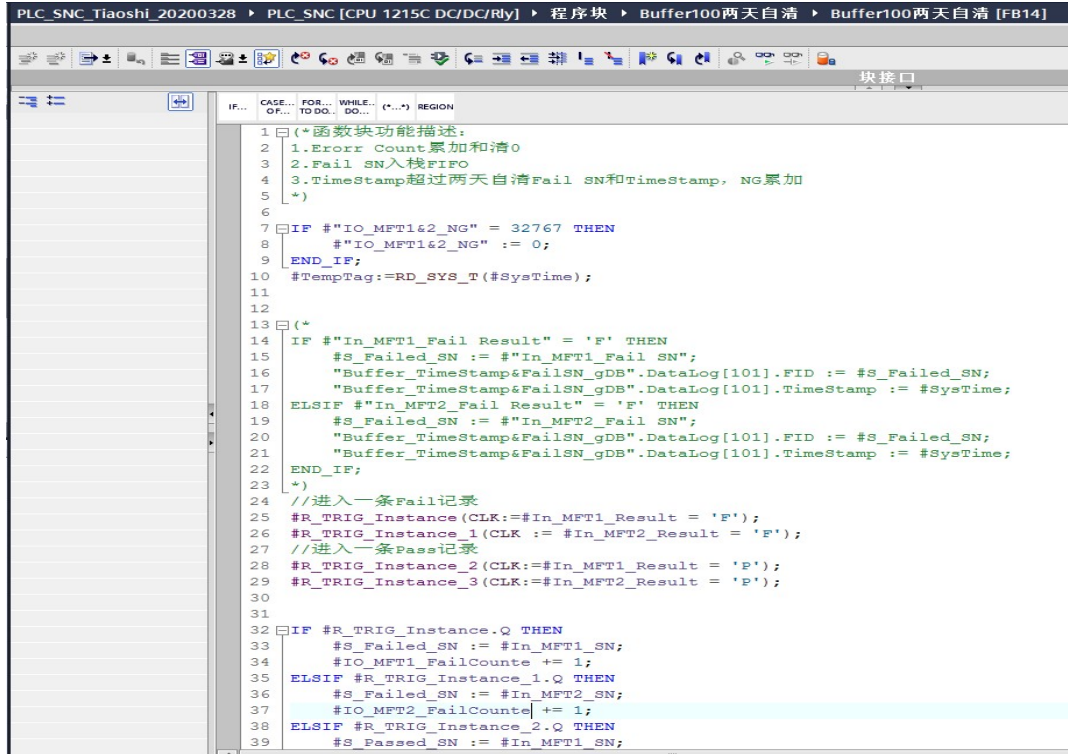 PLC_SNC_Tiaoshi_20200328 ▸ PLC_SNC [CPU 1215C DC/DC/Rly] ▸ 程序块 ▸ Buffer100两天自清 ▸ Buffer100两天自清 [FB14]
块接口
IF... CASE... OF... FOR... TO DO.. WHILE.. DO... (*...*) REGION
1 (*函数块功能描述:
2 1.Erorr Count累加和清0
3 2.Fail SN入栈FIFO
4 3.TimeStamp超过两天自清Fail SN和TimeStamp, NG累加
5 *)
6
7 IF #"IO_MFT1&2_NG" = 32767 THEN
8 #"IO_MFT1&2_NG" := 0;
9 END_IF;
10 #TempTag:=RD_SYS_T(#SysTime);
11
12
13 (*
14 IF #"In_MFT1_Fail Result" = 'F' THEN
15 #S_Failed_SN := #"In_MFT1_Fail SN";
16 "Buffer_TimeStamp&FailSN_gDB".DataLog[101].FID := #S_Failed_SN;
17 "Buffer_TimeStamp&FailSN_gDB".DataLog[101].TimeStamp := #SysTime;
18 ELSIF #"In_MFT2_Fail Result" = 'F' THEN
19 #S_Failed_SN := #"In_MFT2_Fail SN";
20 "Buffer_TimeStamp&FailSN_gDB".DataLog[101].FID := #S_Failed_SN;
21 "Buffer_TimeStamp&FailSN_gDB".DataLog[101].TimeStamp := #SysTime;
22 END_IF;
23 *)
24 //进入一条Fail记录
25 #R_TRIG_Instance(CLK:=#In_MFT1_Result = 'F');
26 #R_TRIG_Instance_1(CLK := #In_MFT2_Result = 'F');
27 //进入一条Pass记录
28 #R_TRIG_Instance_2(CLK:=#In_MFT1_Result = 'P');
29 #R_TRIG_Instance_3(CLK:=#In_MFT2_Result = 'P');
30
31
32 IF #R_TRIG_Instance.Q THEN
33 #S_Failed_SN := #In_MFT1_SN;
34 #IO_MFT1_FailCounte += 1;
35 ELSIF #R_TRIG_Instance_1.Q THEN
36 #S_Failed_SN := #In_MFT2_SN;
37 #IO_MFT2_FailCounte += 1;
38 ELSIF #R_TRIG_Instance_2.Q THEN
39 #S_Passed_SN := #In_MFT1_SN;